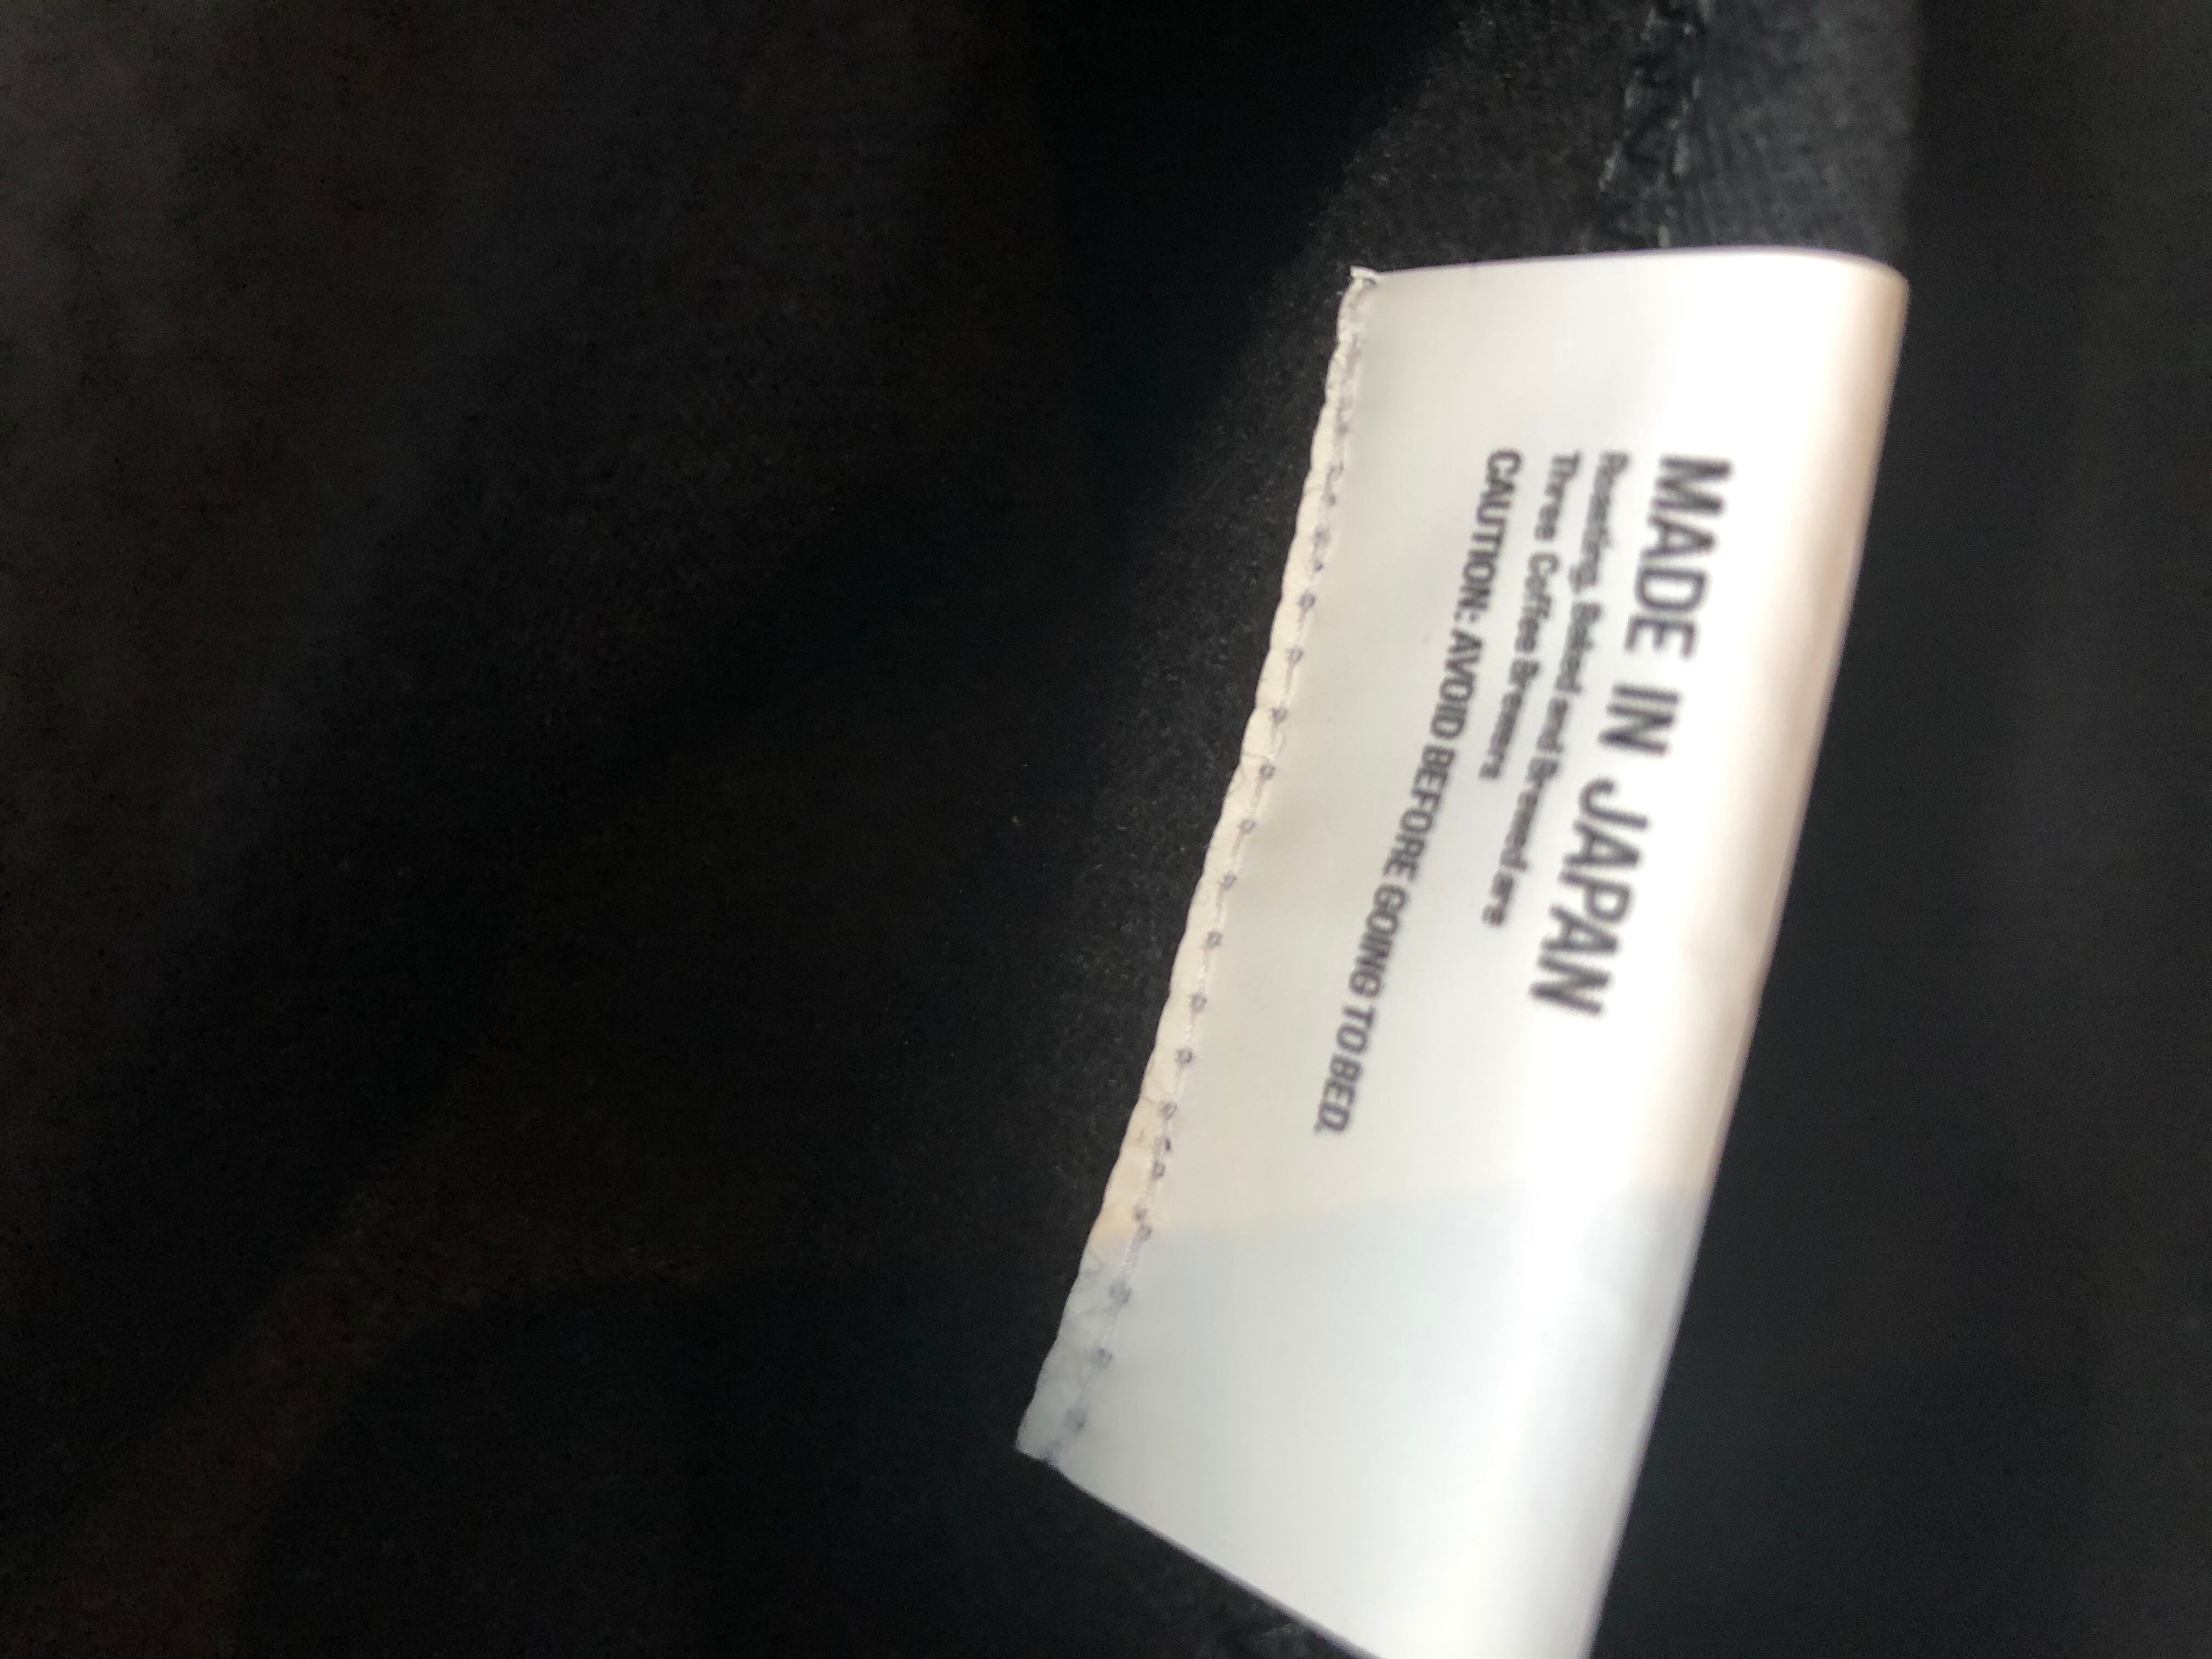 MADE IN JAPAN
Roasting, Baked and Brewed are
Three Coffee Brewers
CAUTION: AVOID BEFORE GOING TO BED.